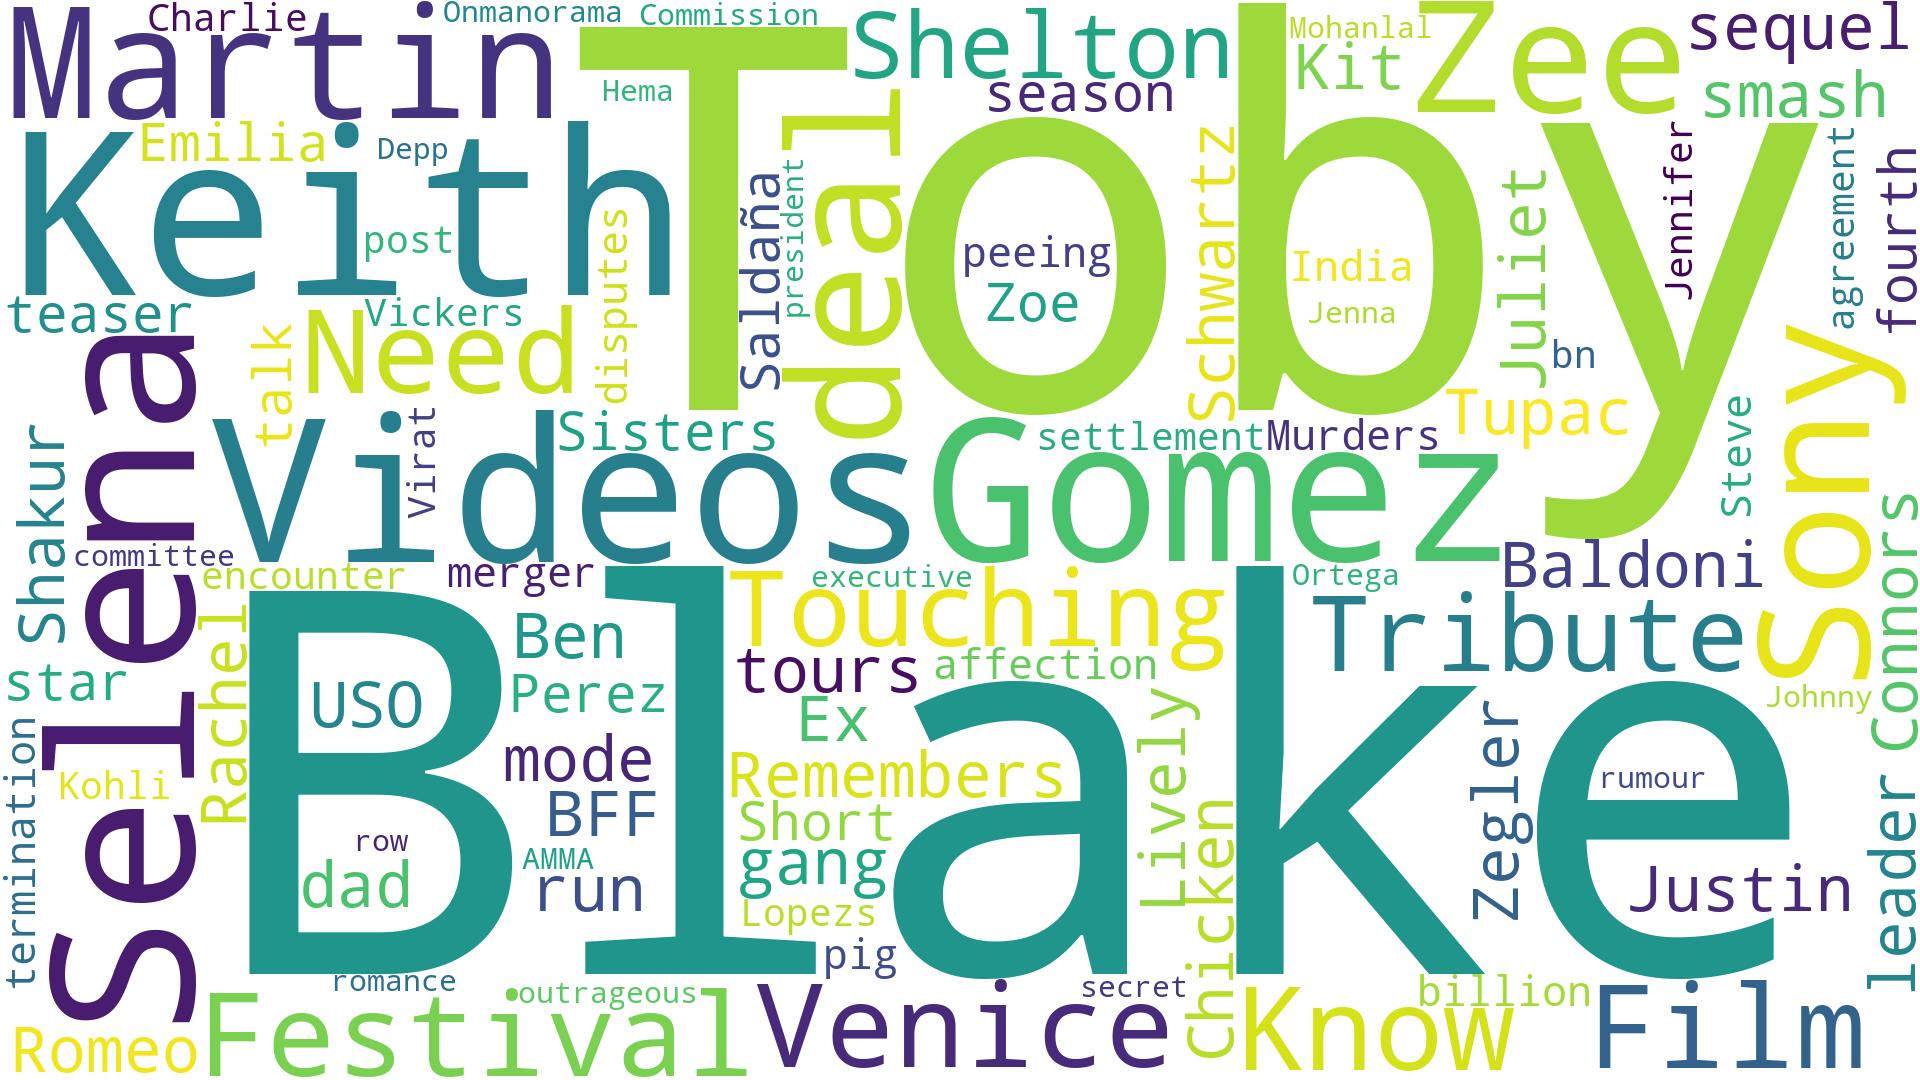 Charlie
Onmanorama
Commission
Martin
Shelton
Mohanlal
Kit
Zee
sequel
Hema
season
smash
Emilia
Depp
Keith
Toby
deal
Schwartz
Juliet
Jennifer
agreement
fourth
post
disputes
Saldaña
president
peeing
Zoe
India
Jenna
teaser
Vickers
talk
Need
bn
Tupac
Steve
Sony
Shakur
Selena
Virat
Videos
Sisters
Gomez
settlement
Murders
committee
encounter
merger
executive
Ortega
Baldoni
Connors
Touching
Tribute
star
Rachel
Blake
USO
Ben
Perez
tours
affection
Johnny
Ex
Lively
Zegler
termination
Kohli
mode
BFF
Remembers
Short
rumour
row
dad
AMMA
run
gang
Lopezs
pig
Chicken
Justin
leader
romance
outrageous
secret
billion
Romeo
Festival
Venice
Know
Film